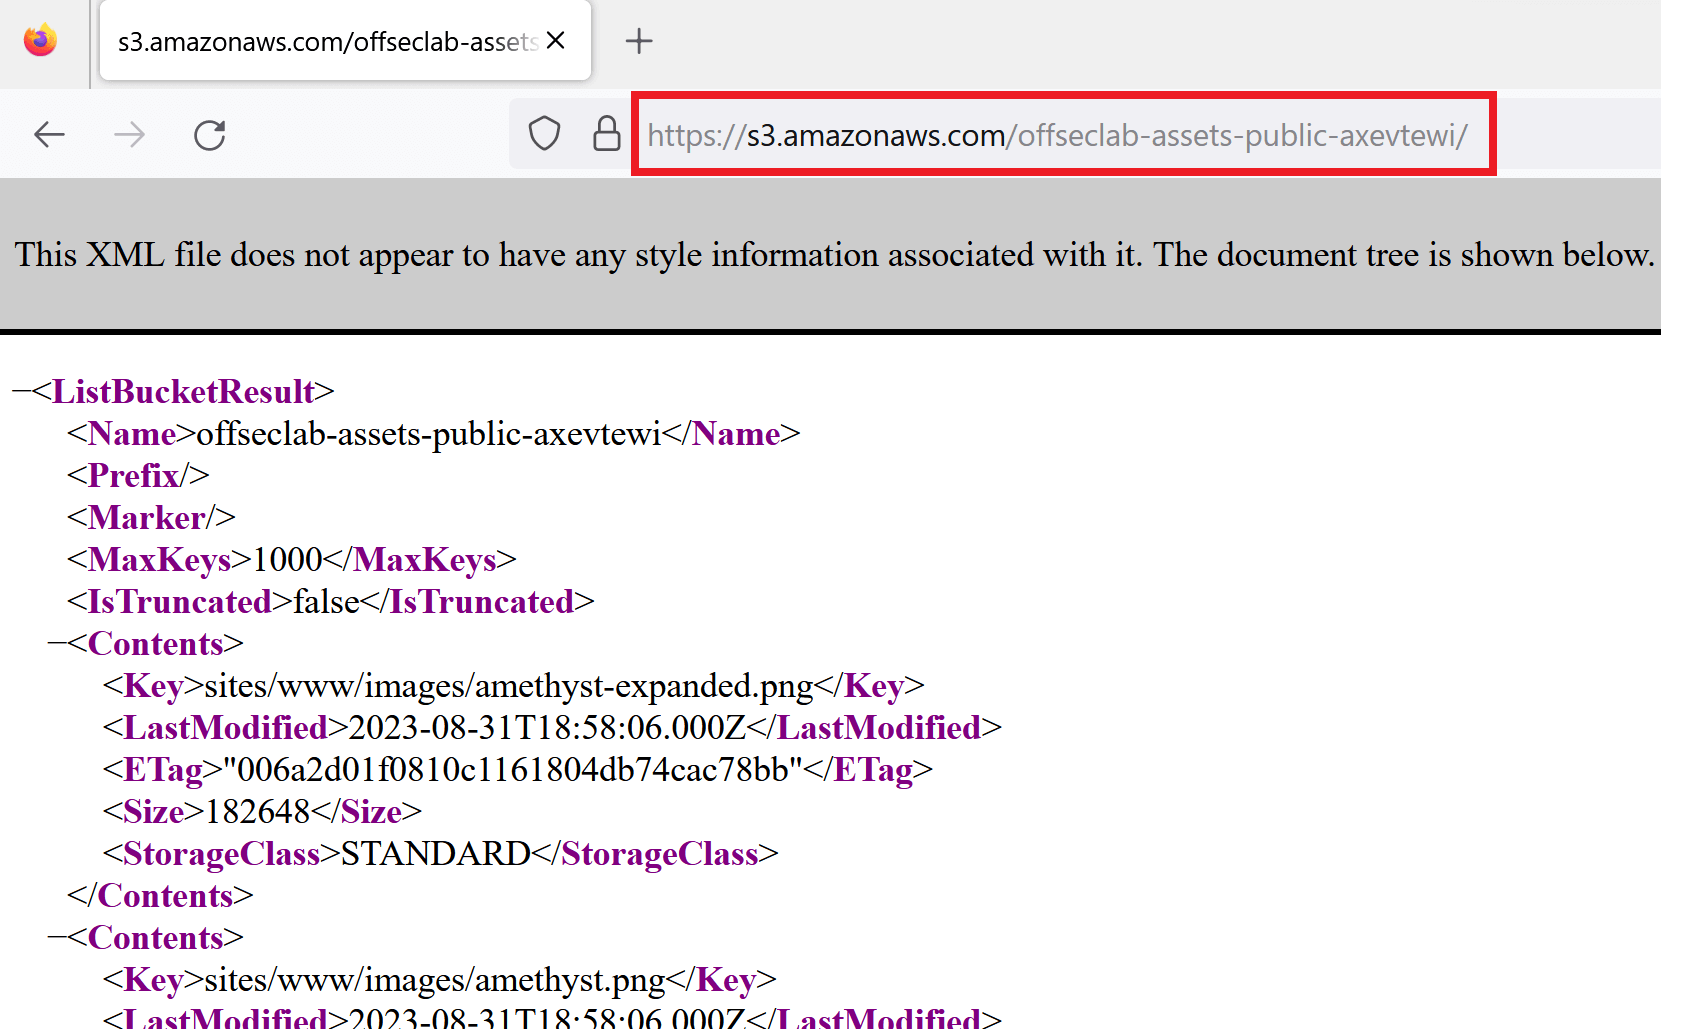 s3.amazonaws.com/offseclab-assets
https://s3.amazonaws.com/offseclab-assets-public-axevtewi/
This XML file does not appear to have any style information associated with it. The document tree is shown below.
—<ListBucketResult>
<Name>offseclab-assets-public-axevtewi</Name>
<Prefix/>
<Marker/>
<MaxKeys>1000</MaxKeys>
<IsTruncated>false</IsTruncated>
—<Contents>
<Key>sites/www/images/amethyst-expanded.png</Key>
<LastModified>2023-08-31T18:58:06.000Z</LastModified>
<ETag>"006a2d01f0810c1161804db74cac78bb"</ETag>
<Size>182648</Size>
<StorageClass>STANDARD</StorageClass>
</Contents>
—<Contents>
<Key>sites/www/images/amethyst.png</Key>
<LastModified>2023-08-31T18:58:06.000Z</LastModified>